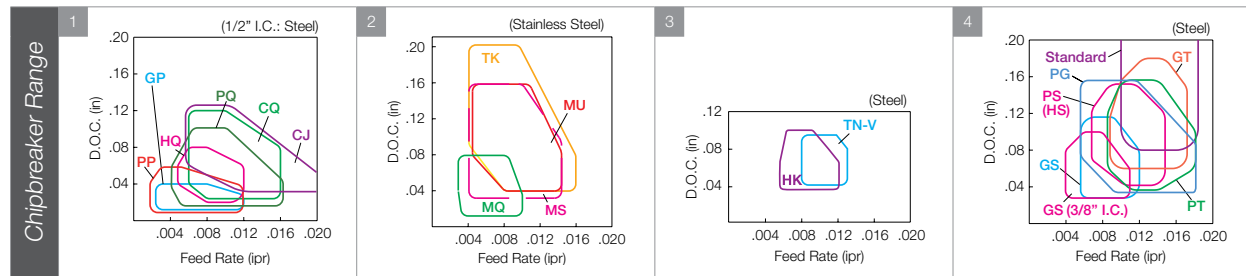 Chipbreaker Range
1
(1/2" I.C.: Steel)
D.O.C. (in)
.20
.16
.12
.08
.04
GP
PQ
CQ
CJ
HQ
PP
.004 .008 .012 .016 .020
Feed Rate (ipr)
2
(Stainless Steel)
D.O.C. (in)
.20
.16
.12
.08
.04
TK
MU
MQ
MS
.004 .008 .012 .016 .020
Feed Rate (ipr)
3
(Steel)
D.O.C. (in)
0.12
.08
.04
TN-V
HK
.004 .008 .012 .016 .020
Feed Rate (ipr)
4
(Steel)
D.O.C. (in)
.20
.16
.12
.08
.04
Standard
GT
PG
PS
(HS)
GS
PT
GS (3/8" I.C.)
.004 .008 .012 .016 .020
Feed Rate (ipr)